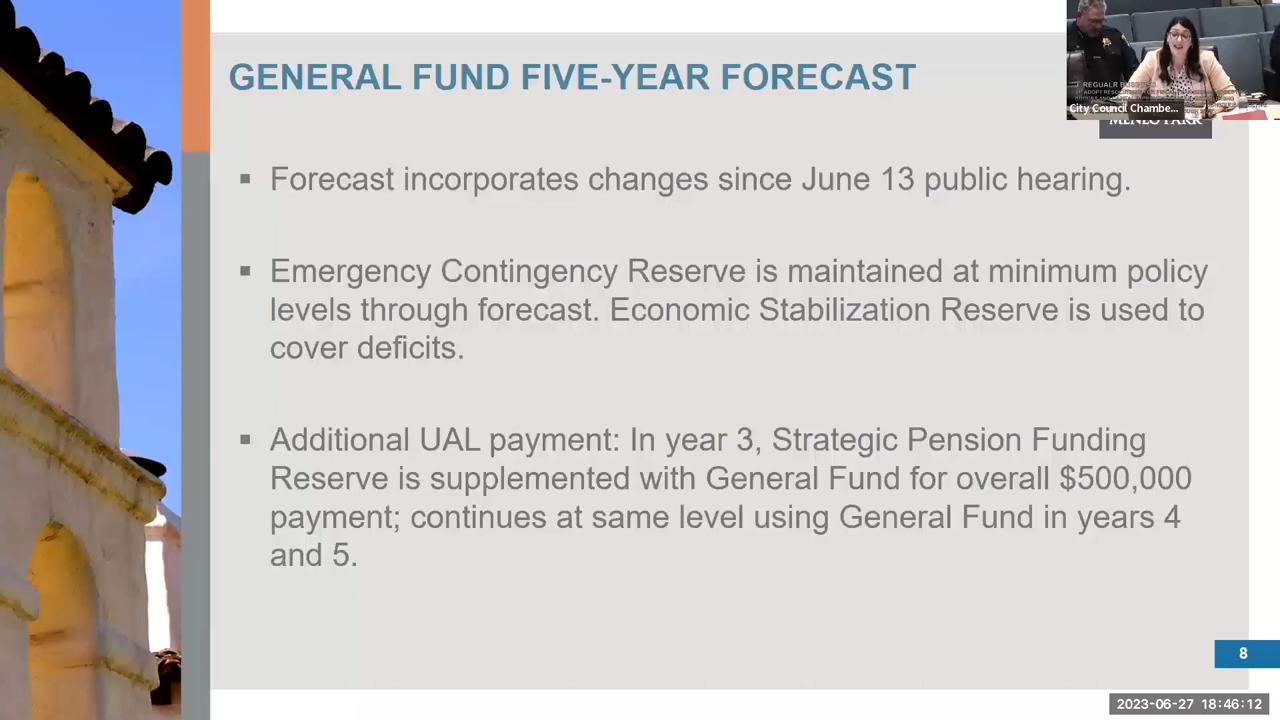 GENERAL FUND FIVE-YEAR FORECAST
City Council Chambe...
MENLO PARK
▪ Forecast incorporates changes since June 13 public hearing.
▪ Emergency Contingency Reserve is maintained at minimum policy
levels through forecast. Economic Stabilization Reserve is used to
cover deficits.
▪ Additional UAL payment: In year 3, Strategic Pension Funding
Reserve is supplemented with General Fund for overall $500,000
payment; continues at same level using General Fund in years 4
and 5.
8
2023-06-27 18:46:12